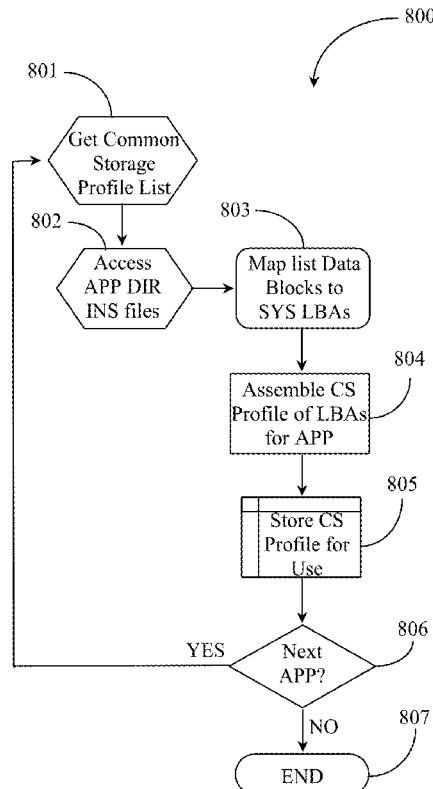 800
801
Get Common
Storage
Profile List
802
Access
APP DIR
INS files
803
Map list Data
Blocks to
SYS LBAs
804
Assemble CS
Profile of LBAs
for APP
805
Store CS
Profile for
Use
806
YES
Next
APP?
NO
807
END